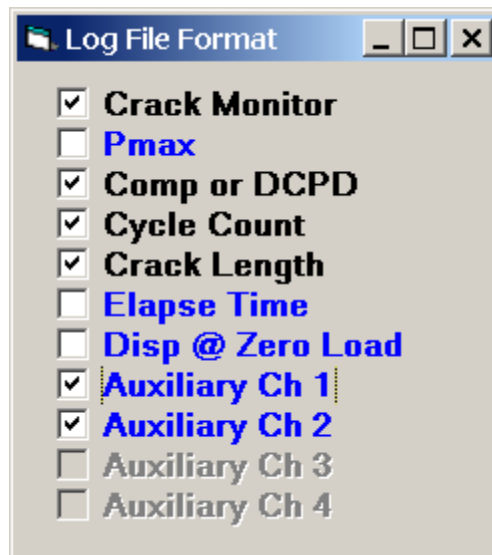 Log File Format
Crack Monitor
Pmax
Comp or DCPD
Cycle Count
Crack Length
Elapse Time
Disp @ Zero Load
Auxiliary Ch 1
Auxiliary Ch 2
Auxiliary Ch 3
Auxiliary Ch 4